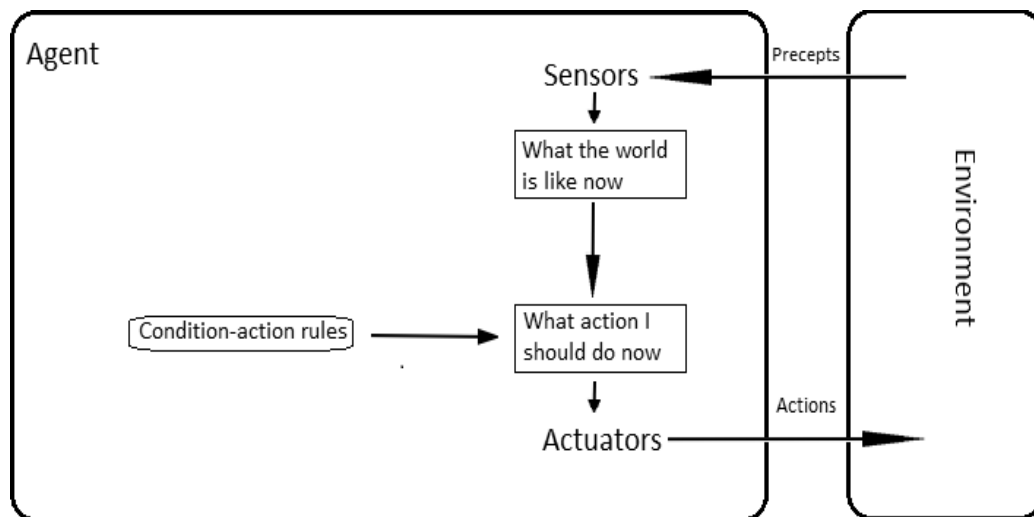 Agent
Precepts
Sensors
What the world
is like now
Environment
Condition-action rules
What action I
should do now
Actions
Actuators